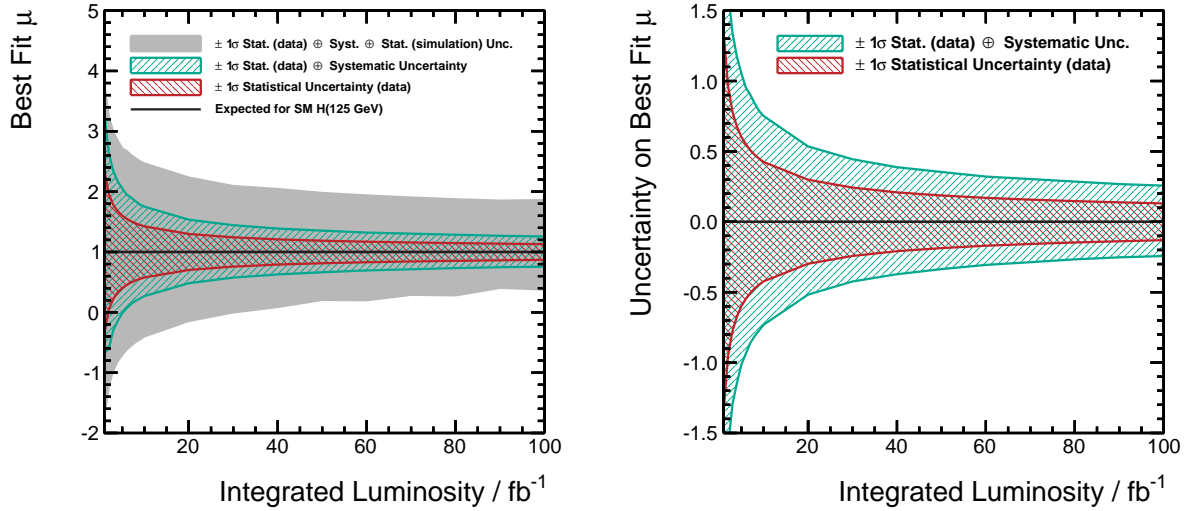 Best Fit μ
5
4
3
2
1
0
-1
-2
± 1σ Stat. (data) ⊕ Syst. ⊕ Stat. (simulation) Unc.
± 1σ Stat. (data) ⊕ Systematic Uncertainty
± 1σ Statistical Uncertainty (data)
Expected for SM H(125 GeV)
20 40 60 80 100
Integrated Luminosity / fb⁻¹
Uncertainty on Best Fit μ
1.5
1.0
0.5
0.0
-0.5
-1.0
-1.5
± 1σ Stat. (data) ⊕ Systematic Unc.
± 1σ Statistical Uncertainty (data)
20 40 60 80 100
Integrated Luminosity / fb⁻¹